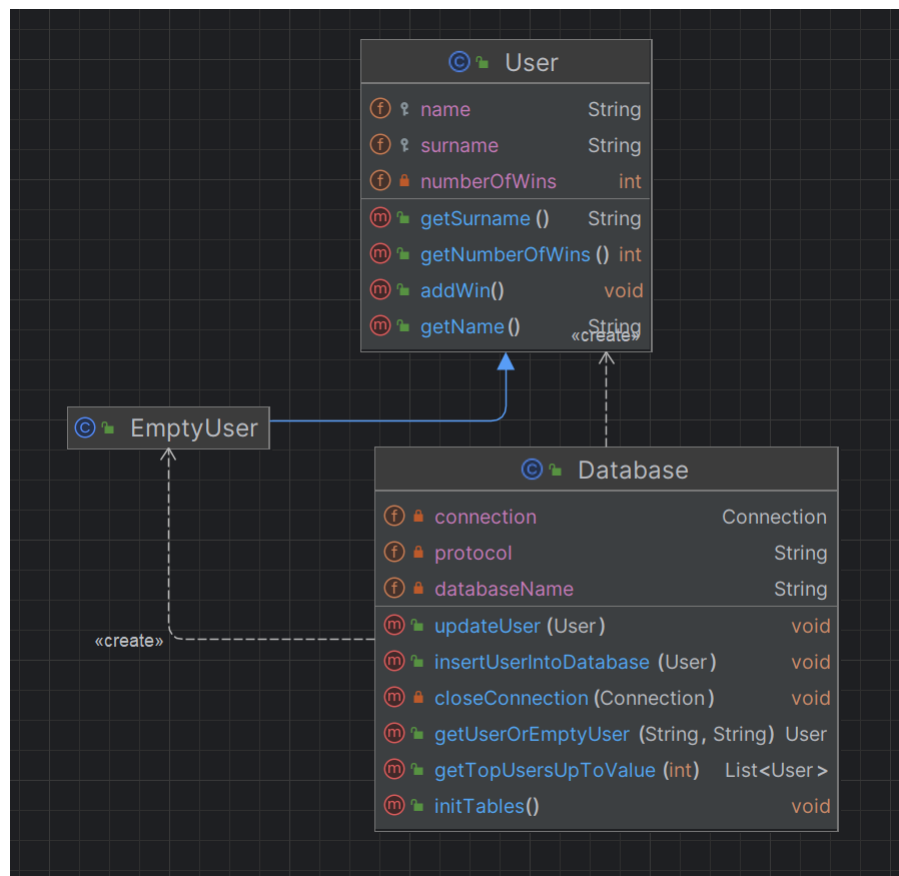 User
name String
surname String
numberOfWins int
getSurname() String
getNumberOfWins() int
addWin() void
getName() String
«create»
EmptyUser
Database
connection Connection
protocol String
databaseName String
updateUser(User) void
«create»
insertUserIntoDatabase(User) void
closeConnection(Connection) void
getUserOrEmptyUser(String, String) User
getTopUsersUpToValue(int) List<User>
initTables() void